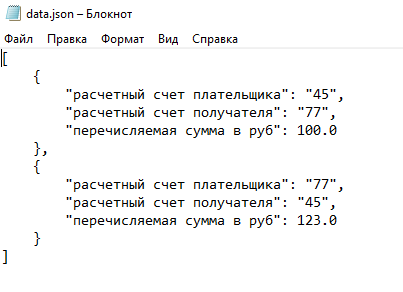 data.json – Блокнот
Файл Правка Формат Вид Справка
[
    {
        "расчетный счет плательщика": "45",
        "расчетный счет получателя": "77",
        "перечисляемая сумма в руб": 100.0
    },
    {
        "расчетный счет плательщика": "77",
        "расчетный счет получателя": "45",
        "перечисляемая сумма в руб": 123.0
    }
]